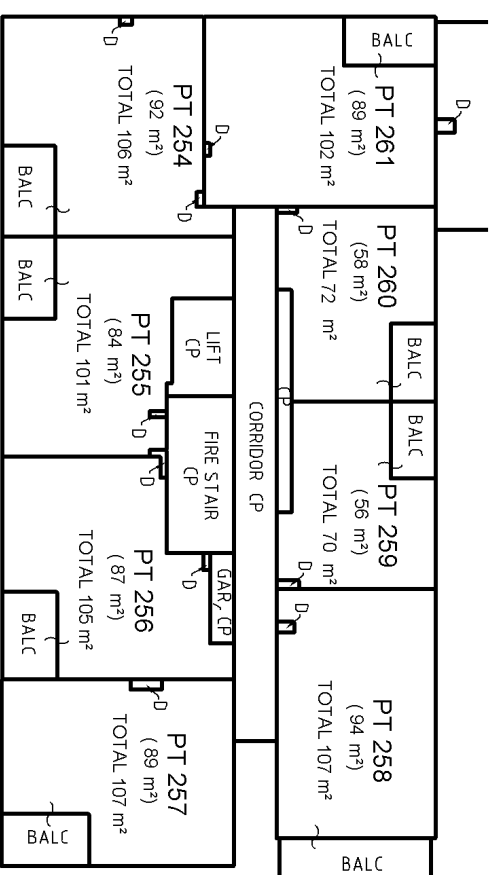 BALC
D
PT 261
(89 m²)
TOTAL 102 m²
D
PT 254
(92 m²)
TOTAL 106 m²
D
D
BALC
D
PT 260
(58 m²)
TOTAL 72 m²
BALC
BALC
PT 255
(84 m²)
TOTAL 101 m²
D
LIFT
CP
CP
CORRIDOR CP
FIRE STAIR
CP
BALC
PT 259
(56 m²)
TOTAL 70 m²
D
D
D
GAR, CP
PT 256
(87 m²)
TOTAL 105 m²
BALC
D
PT 258
(94 m²)
TOTAL 107 m²
D
PT 257
(89 m²)
TOTAL 107 m²
BALC
BALC